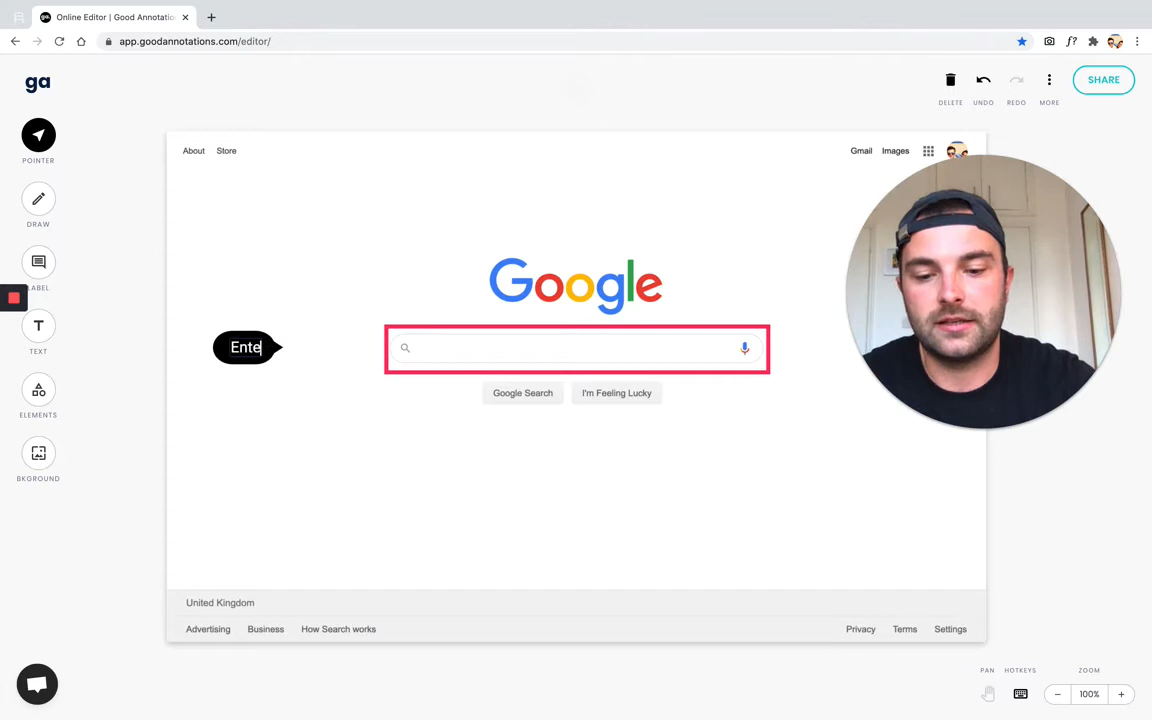 ga. Online Editor | Good Annotatio
app.goodannotations.com/editor/
ga
DELETE UNDO REDO MORE SHARE
POINTER
DRAW
LABEL
TEXT
ELEMENTS
BKGROUND
About Store Gmail Images
Google
Ente
Google Search I'm Feeling Lucky
United Kingdom
Advertising Business How Search works Privacy Terms Settings
PAN HOTKEYS ZOOM
100%